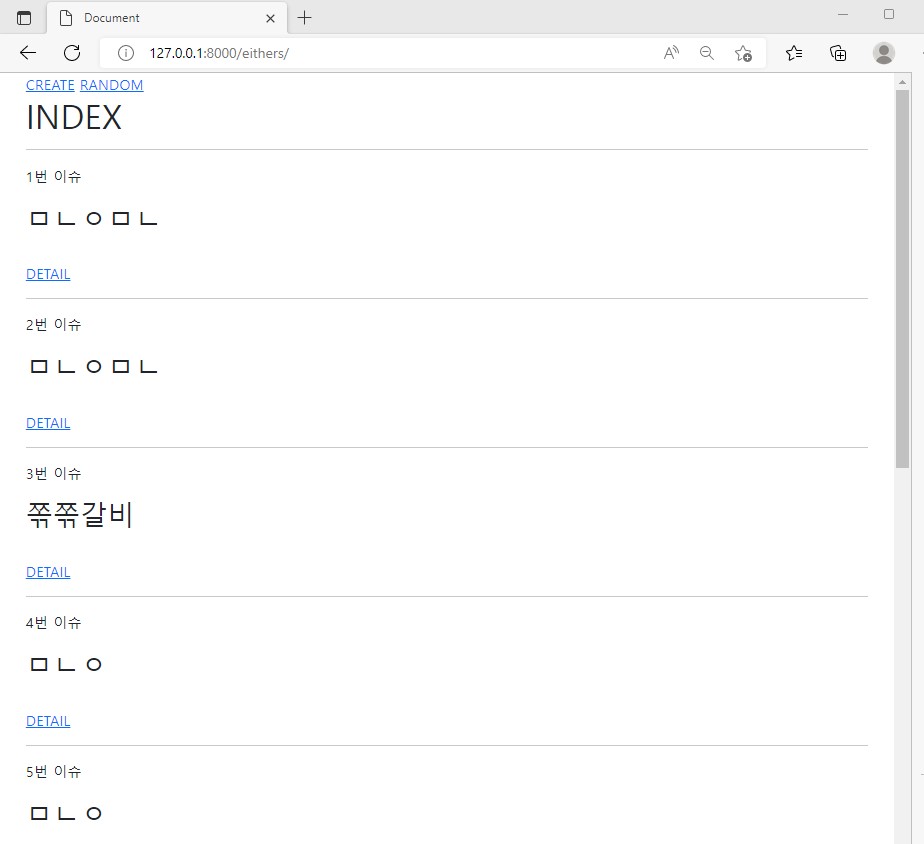 Document
127.0.0.1:8000/eithers/
CREATE RANDOM
INDEX
1번 이슈
ㅁㄴㅇㅁㄴ
DETAIL
2번 이슈
ㅁㄴㅇㅁㄴ
DETAIL
3번 이슈
쪾쪾갈비
DETAIL
4번 이슈
ㅁㄴㅇ
DETAIL
5번 이슈
ㅁㄴㅇ